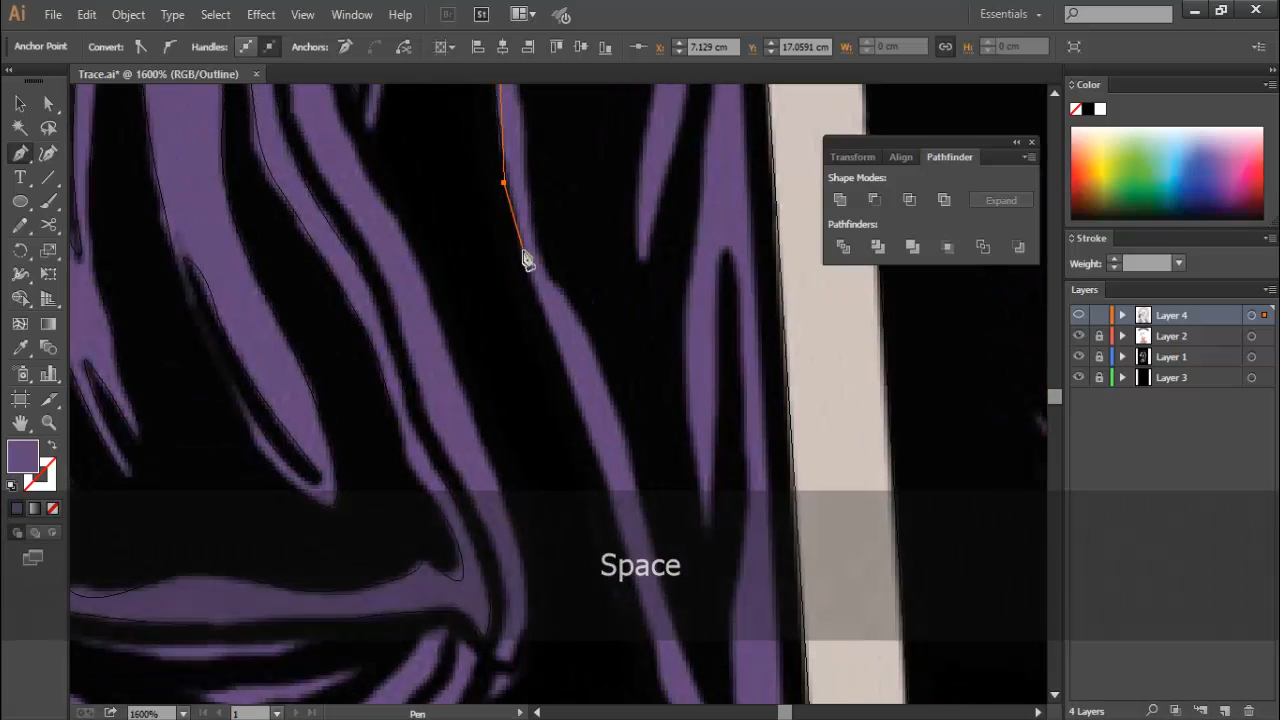 Ai File Edit Object Type Select Effect View Window Help Br St Essentials
Anchor Point Convert: Handles: Anchors: X: 7.129 cm Y: 17.0591 cm W: 0 cm H: 0 cm
Trace.ai* @ 1600% (RGB/Outline)
Color
Transform Align Pathfinder
Shape Modes:
Expand
Pathfinders:
Stroke
Weight:
Layers
Layer 4
Layer 2
Layer 1
Layer 3
Space
1600% 1 Pen
4 Layers